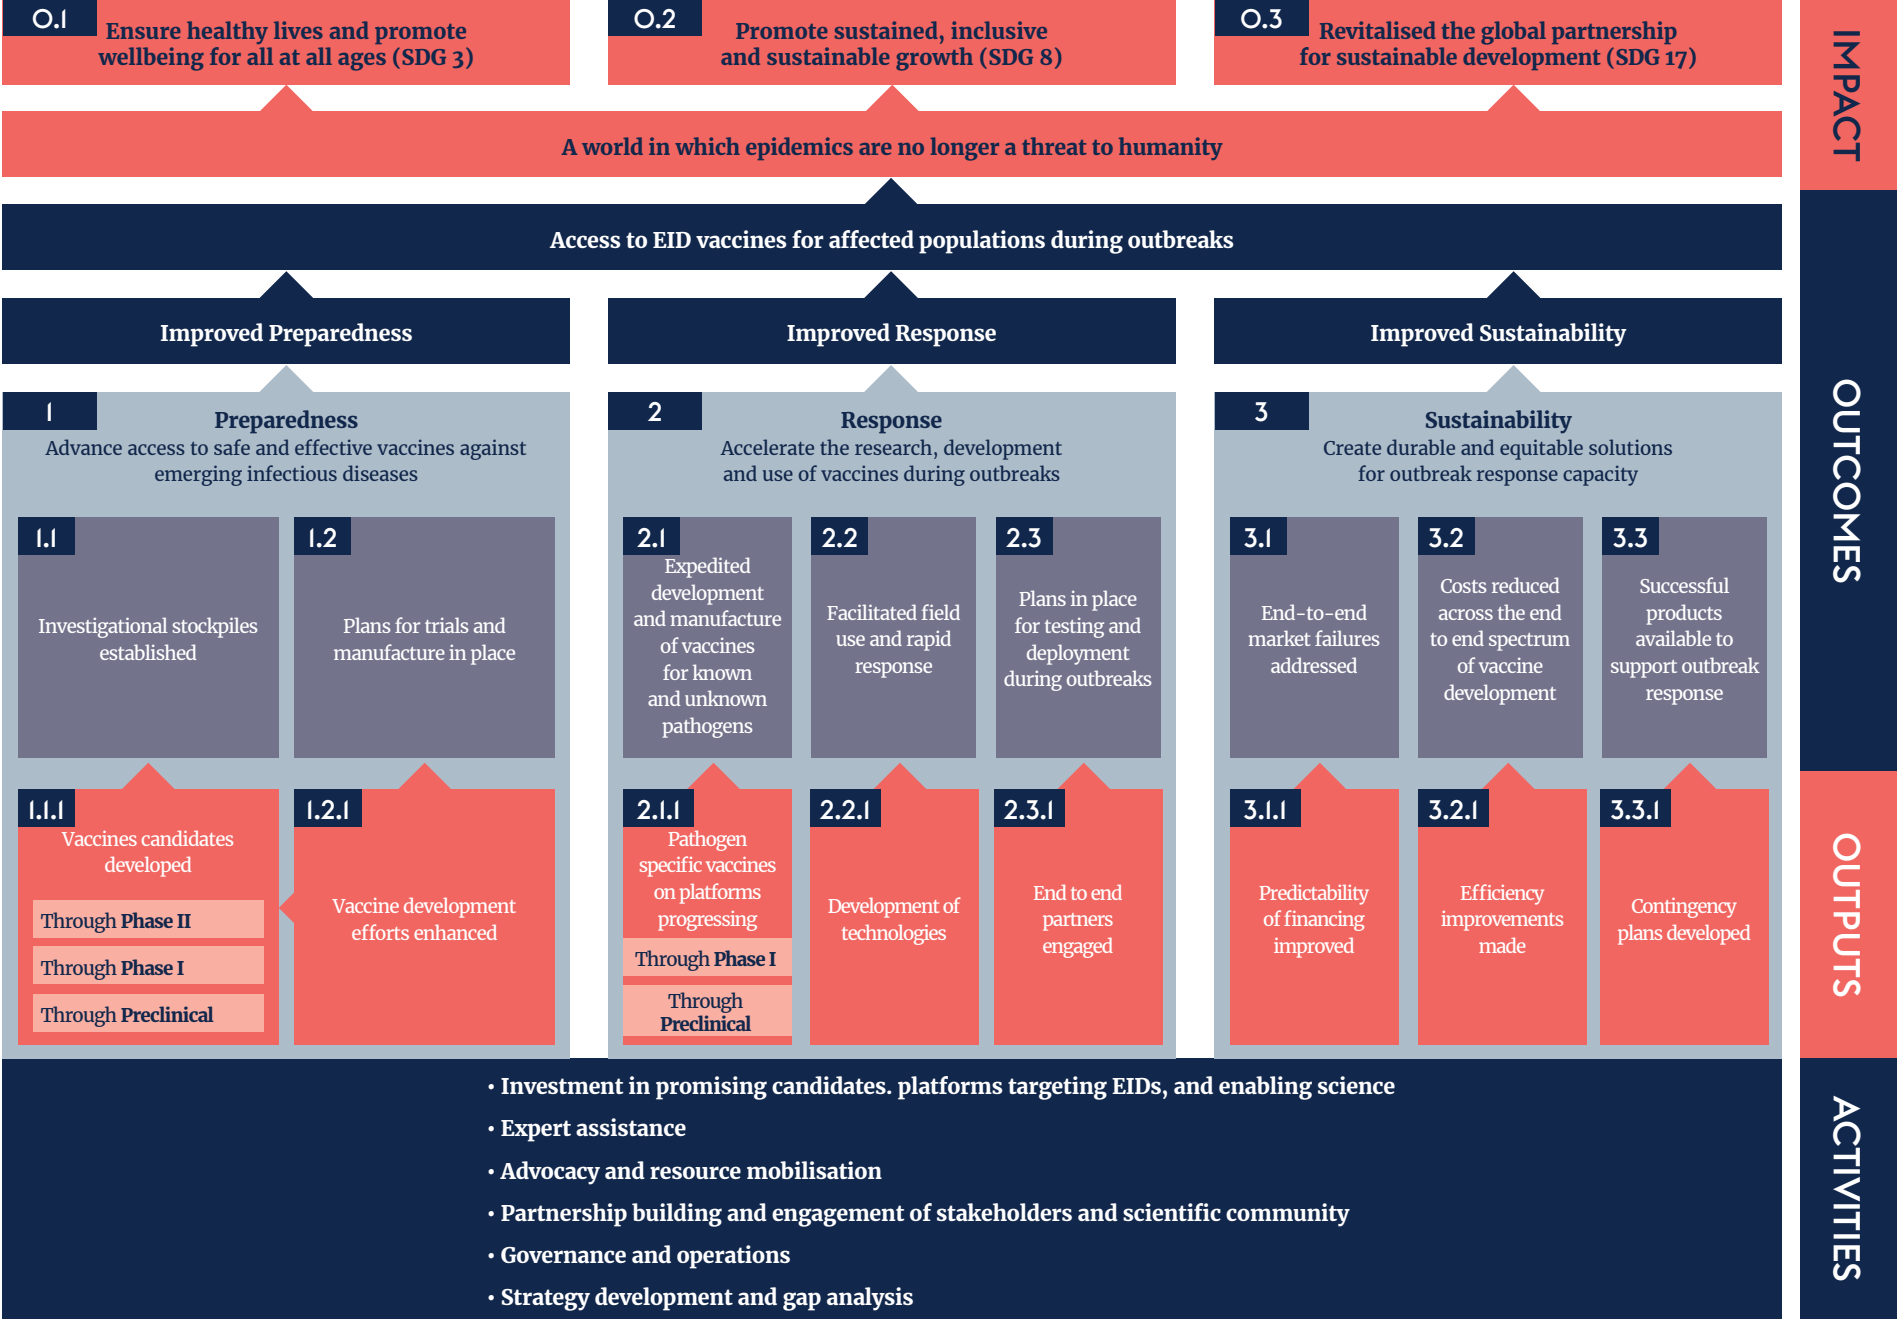 0.1
Ensure healthy lives and promote
wellbeing for all at all ages (SDG 3)
0.2
Promote sustained, inclusive
and sustainable growth (SDG 8)
0.3
Revitalised the global partnership
for sustainable development (SDG 17)
IMPACT
A world in which epidemics are no longer a threat to humanity
Access to EID vaccines for affected populations during outbreaks
Improved Preparedness
Improved Response
Improved Sustainability
OUTCOMES
1
Preparedness
Advance access to safe and effective vaccines against
emerging infectious diseases
2
Response
Accelerate the research, development
and use of vaccines during outbreaks
3
Sustainability
Create durable and equitable solutions
for outbreak response capacity
1.1
Investigational stockpiles
established
1.2
Plans for trials and
manufacture in place
2.1
Expedited
development
and manufacture
of vaccines
for known
and unknown
pathogens
2.2
Facilitated field
use and rapid
response
2.3
Plans in place
for testing and
deployment
during outbreaks
3.1
End-to-end
market failures
addressed
3.2
Costs reduced
across the end
to end spectrum
of vaccine
development
3.3
Successful
products
available to
support outbreak
response
OUTPUTS
1.1.1
Vaccines candidates
developed
Through Phase II
Through Phase I
Through Preclinical
1.2.1
Vaccine development
efforts enhanced
2.1.1
Pathogen
specific vaccines
on platforms
progressing
Through Phase I
Through
Preclinical
2.2.1
Development of
technologies
2.3.1
End to end
partners
engaged
3.1.1
Predictability
of financing
improved
3.2.1
Efficiency
improvements
made
3.3.1
Contingency
plans developed
ACTIVITIES
• Investment in promising candidates. platforms targeting EIDs, and enabling science
• Expert assistance
• Advocacy and resource mobilisation
• Partnership building and engagement of stakeholders and scientific community
• Governance and operations
• Strategy development and gap analysis